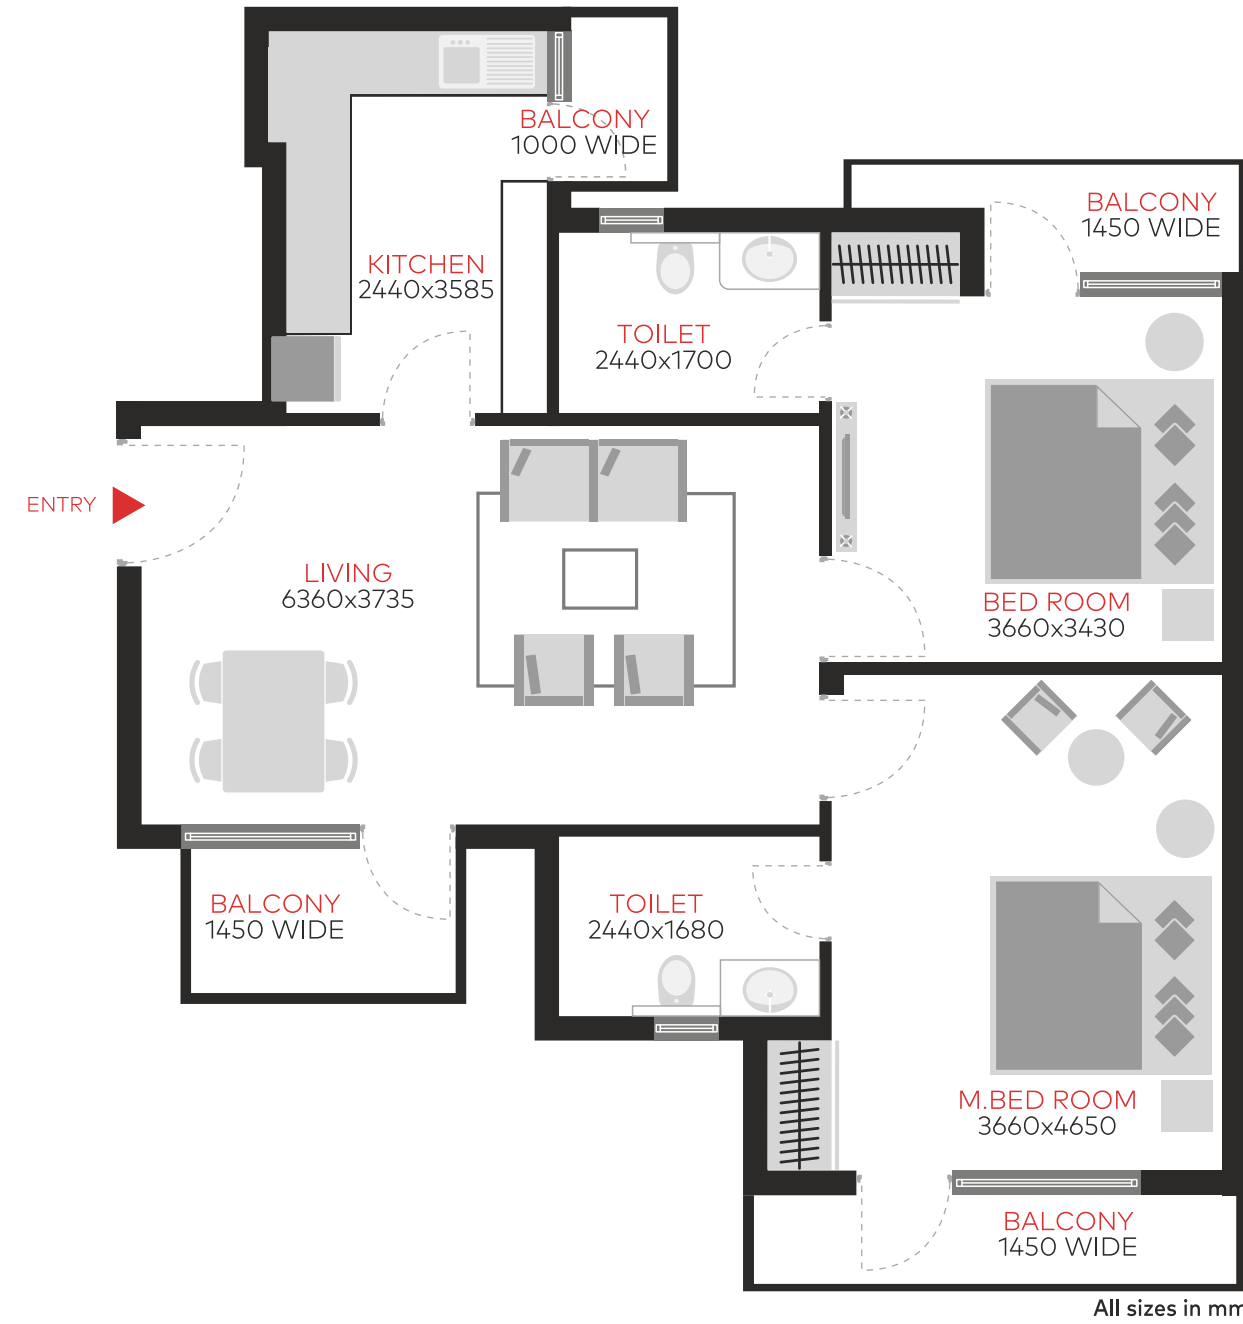 BALCONY
1000 WIDE
BALCONY
1450 WIDE
KITCHEN
2440x3585
TOILET
2440x1700
ENTRY
LIVING
6360x3735
BED ROOM
3660x3430
BALCONY
1450 WIDE
TOILET
2440x1680
M.BED ROOM
3660x4650
BALCONY
1450 WIDE
All sizes in mm